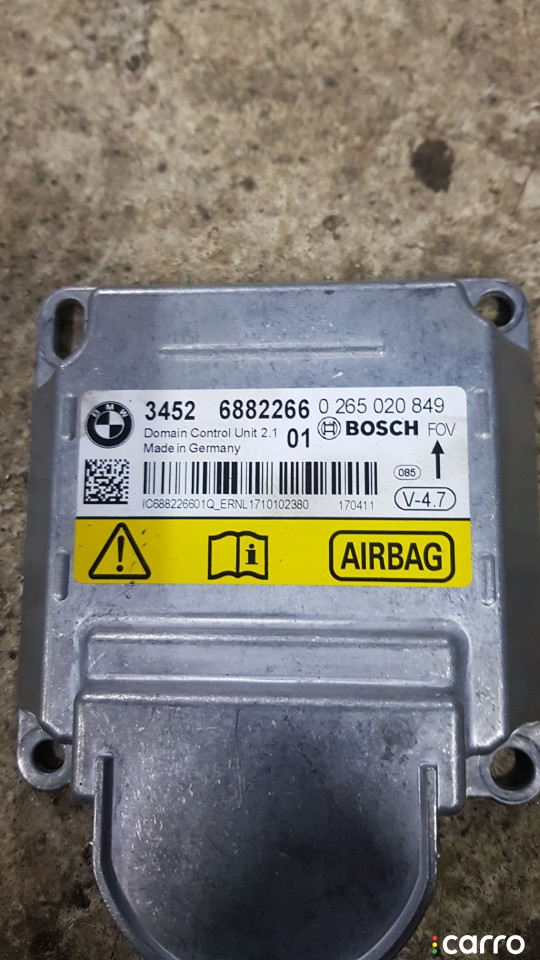 BMW
3452 6882266 0 265 020 849
Domain Control Unit 2.1 01 BOSCH FOV
Made in Germany
085
IC688226601Q_ERNL1710102380 170411 V-4.7
i AIRBAG
carro